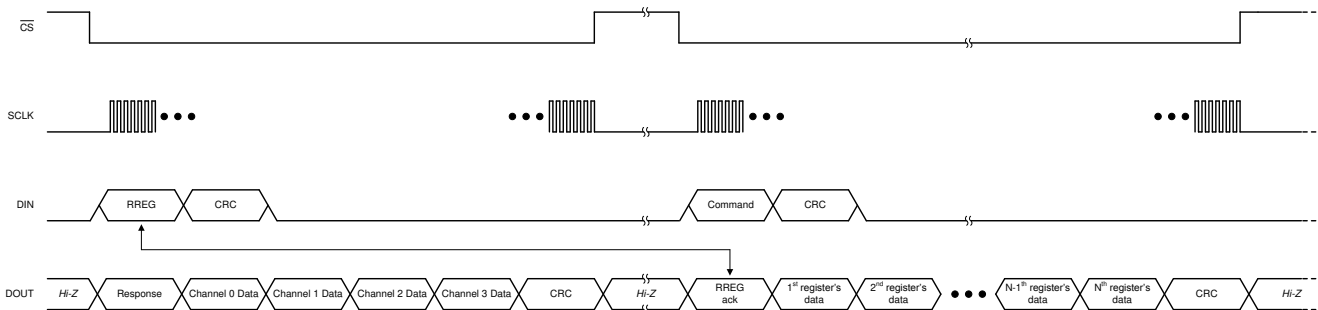 CS
SCLK
DIN
RREG
CRC
Command
CRC
DOUT
Hi-Z
Response
Channel 0 Data
Channel 1 Data
Channel 2 Data
Channel 3 Data
CRC
Hi-Z
RREG
ack
1st register's
data
2nd register's
data
N-1th register's
data
Nth register's
data
CRC
Hi-Z